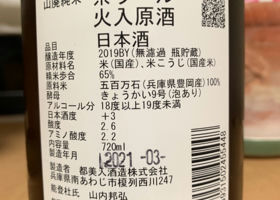 山廃純米
火入原酒
日本酒
醸造年度 2019BY(無濾過 瓶貯蔵)
原材料名 米(国産)、米こうじ(国産米)
精米歩合 65%
原料米 五百万石(兵庫県豊岡産)100%
酵母 きょうかい9号(泡あり)
アルコール分 18度以上19度未満
日本酒度 +3
酸度 2.6
アミノ酸度 2.2
内容量 720ml
製造年月 2021-03-
製造者 都美人酒造株式会社
兵庫県南あわじ市榎列西川247
能登杜氏 山内邦弘